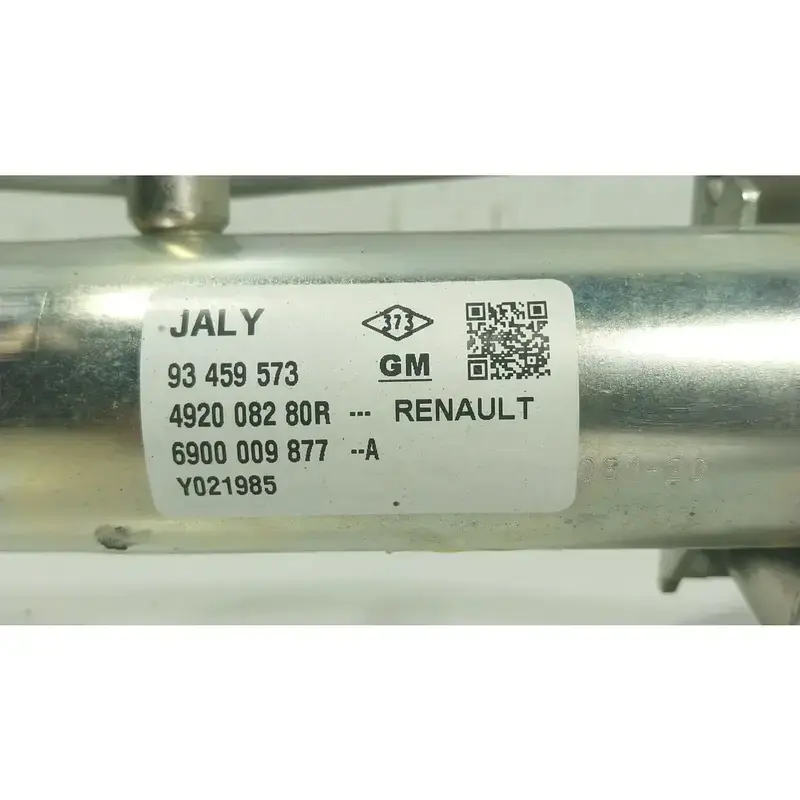 JALY 373
93 459 573 GM
4920 082 80R --- RENAULT
6900 009 877 --A
Y021985